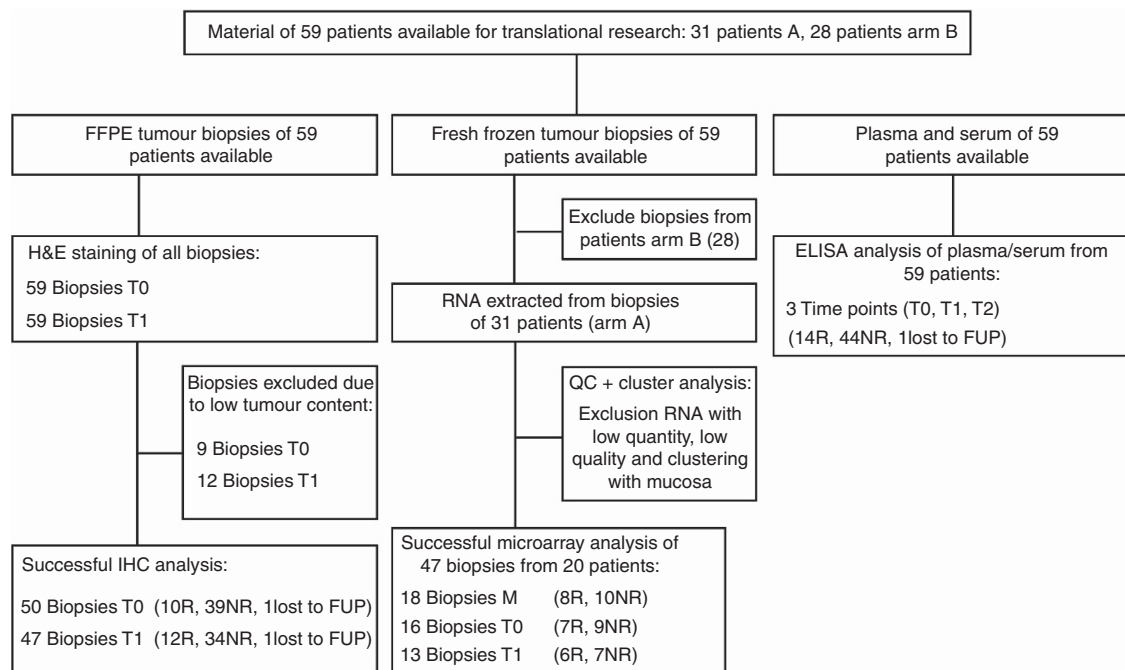 Material of 59 patients available for translational research: 31 patients A, 28 patients arm B
FFPE tumour biopsies of 59
patients available
Fresh frozen tumour biopsies of 59
patients available
Plasma and serum of 59
patients available
Exclude biopsies from
patients arm B (28)
H&E staining of all biopsies:
59 Biopsies T0
59 Biopsies T1
RNA extracted from biopsies
of 31 patients (arm A)
ELISA analysis of plasma/serum from
59 patients:
3 Time points (T0, T1, T2)
(14R, 44NR, 1lost to FUP)
Biopsies excluded due
to low tumour content:
9 Biopsies T0
12 Biopsies T1
QC + cluster analysis:
Exclusion RNA with
low quantity, low
quality and clustering
with mucosa
Successful IHC analysis:
50 Biopsies T0 (10R, 39NR, 1lost to FUP)
47 Biopsies T1 (12R, 34NR, 1lost to FUP)
Successful microarray analysis of
47 biopsies from 20 patients:
18 Biopsies M (8R, 10NR)
16 Biopsies T0 (7R, 9NR)
13 Biopsies T1 (6R, 7NR)